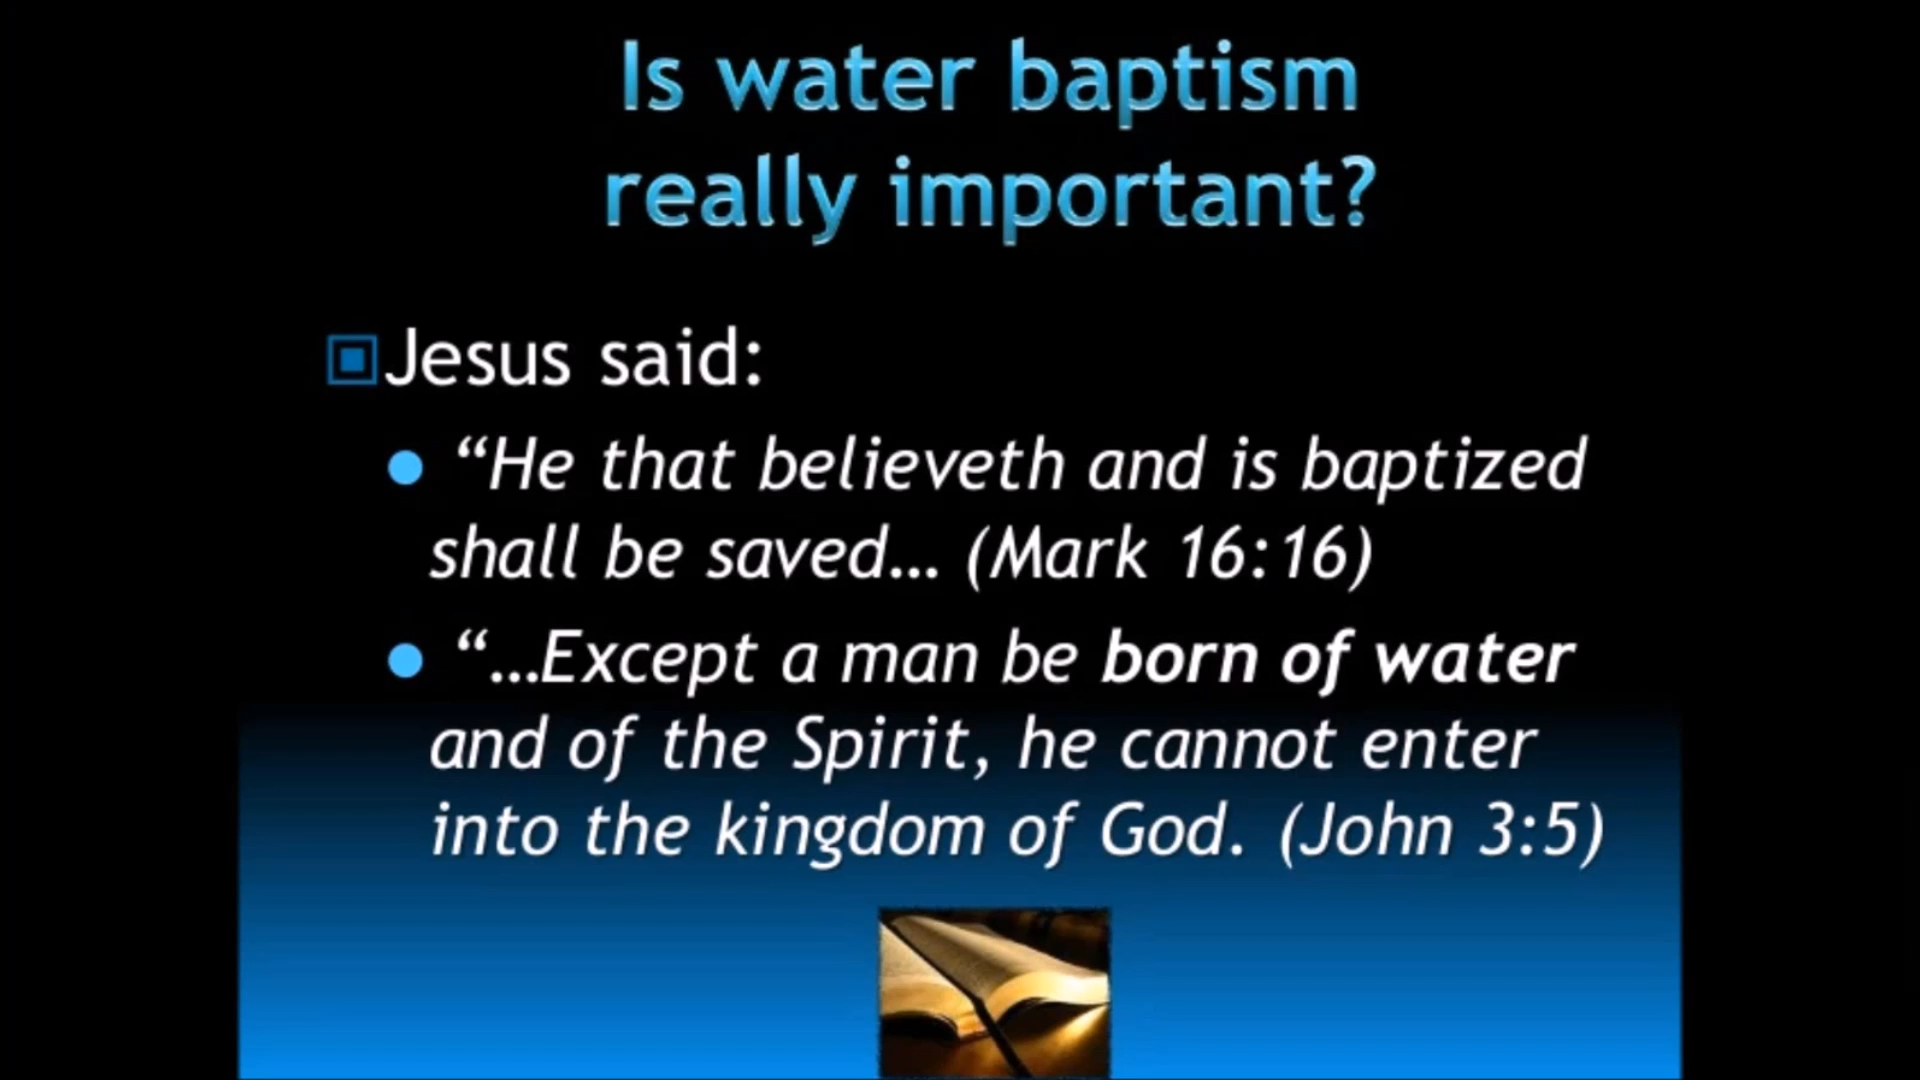 Is water baptism
really important?
Jesus said:
“He that believeth and is baptized
shall be saved… (Mark 16:16)
“…Except a man be born of water
and of the Spirit, he cannot enter
into the kingdom of God. (John 3:5)